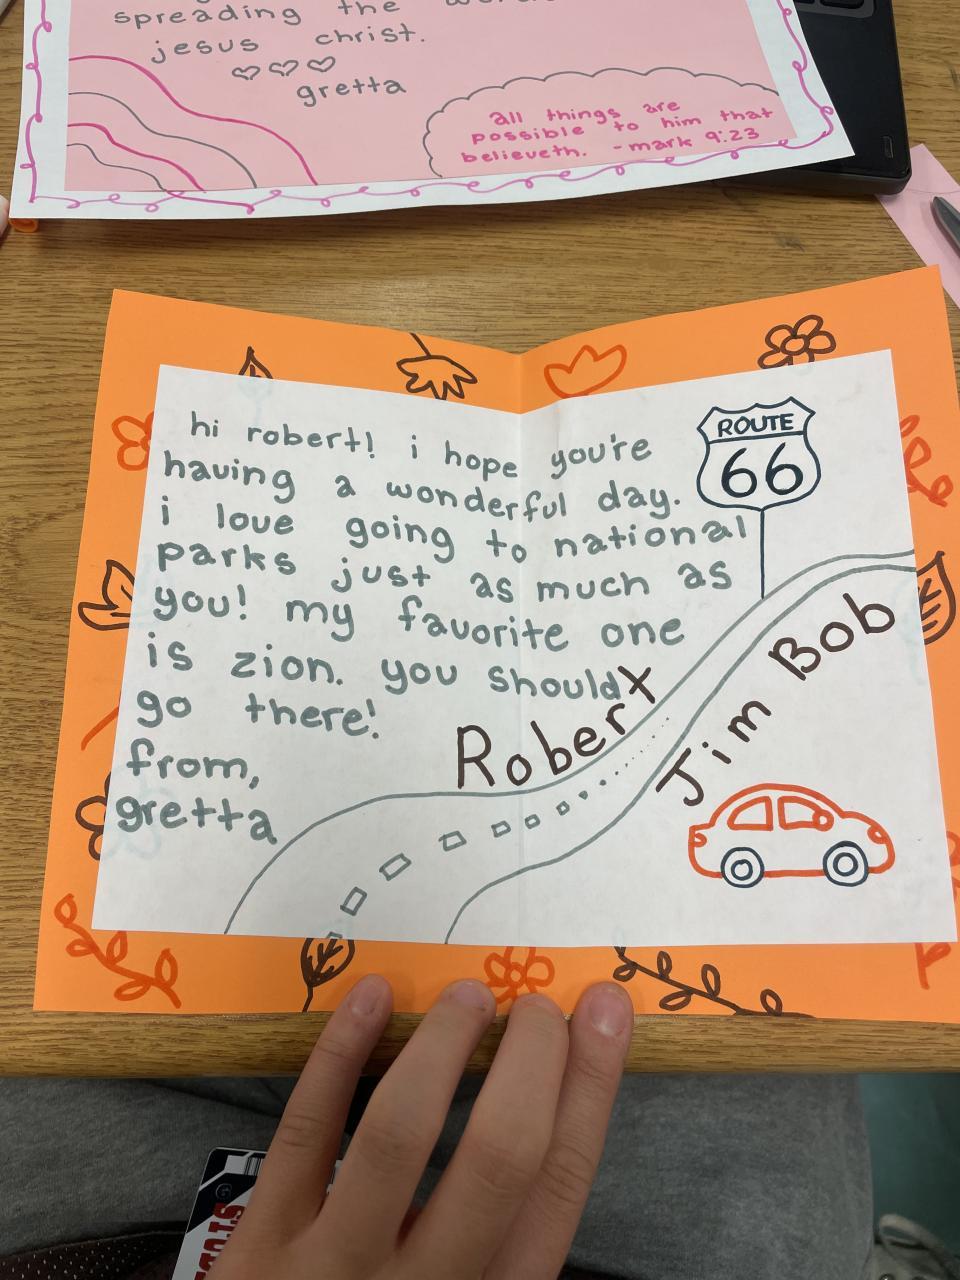 spreading the
jesus christ.
gretta
all things are
possible to him that
believeth. -mark 9:23
hi robert! i hope you're
having a wonderful day.
i love going to national
parks just as much as
you! my favorite one
is zion. you should
go there!
from,
gretta
ROUTE
66
Robert
Jim Bob